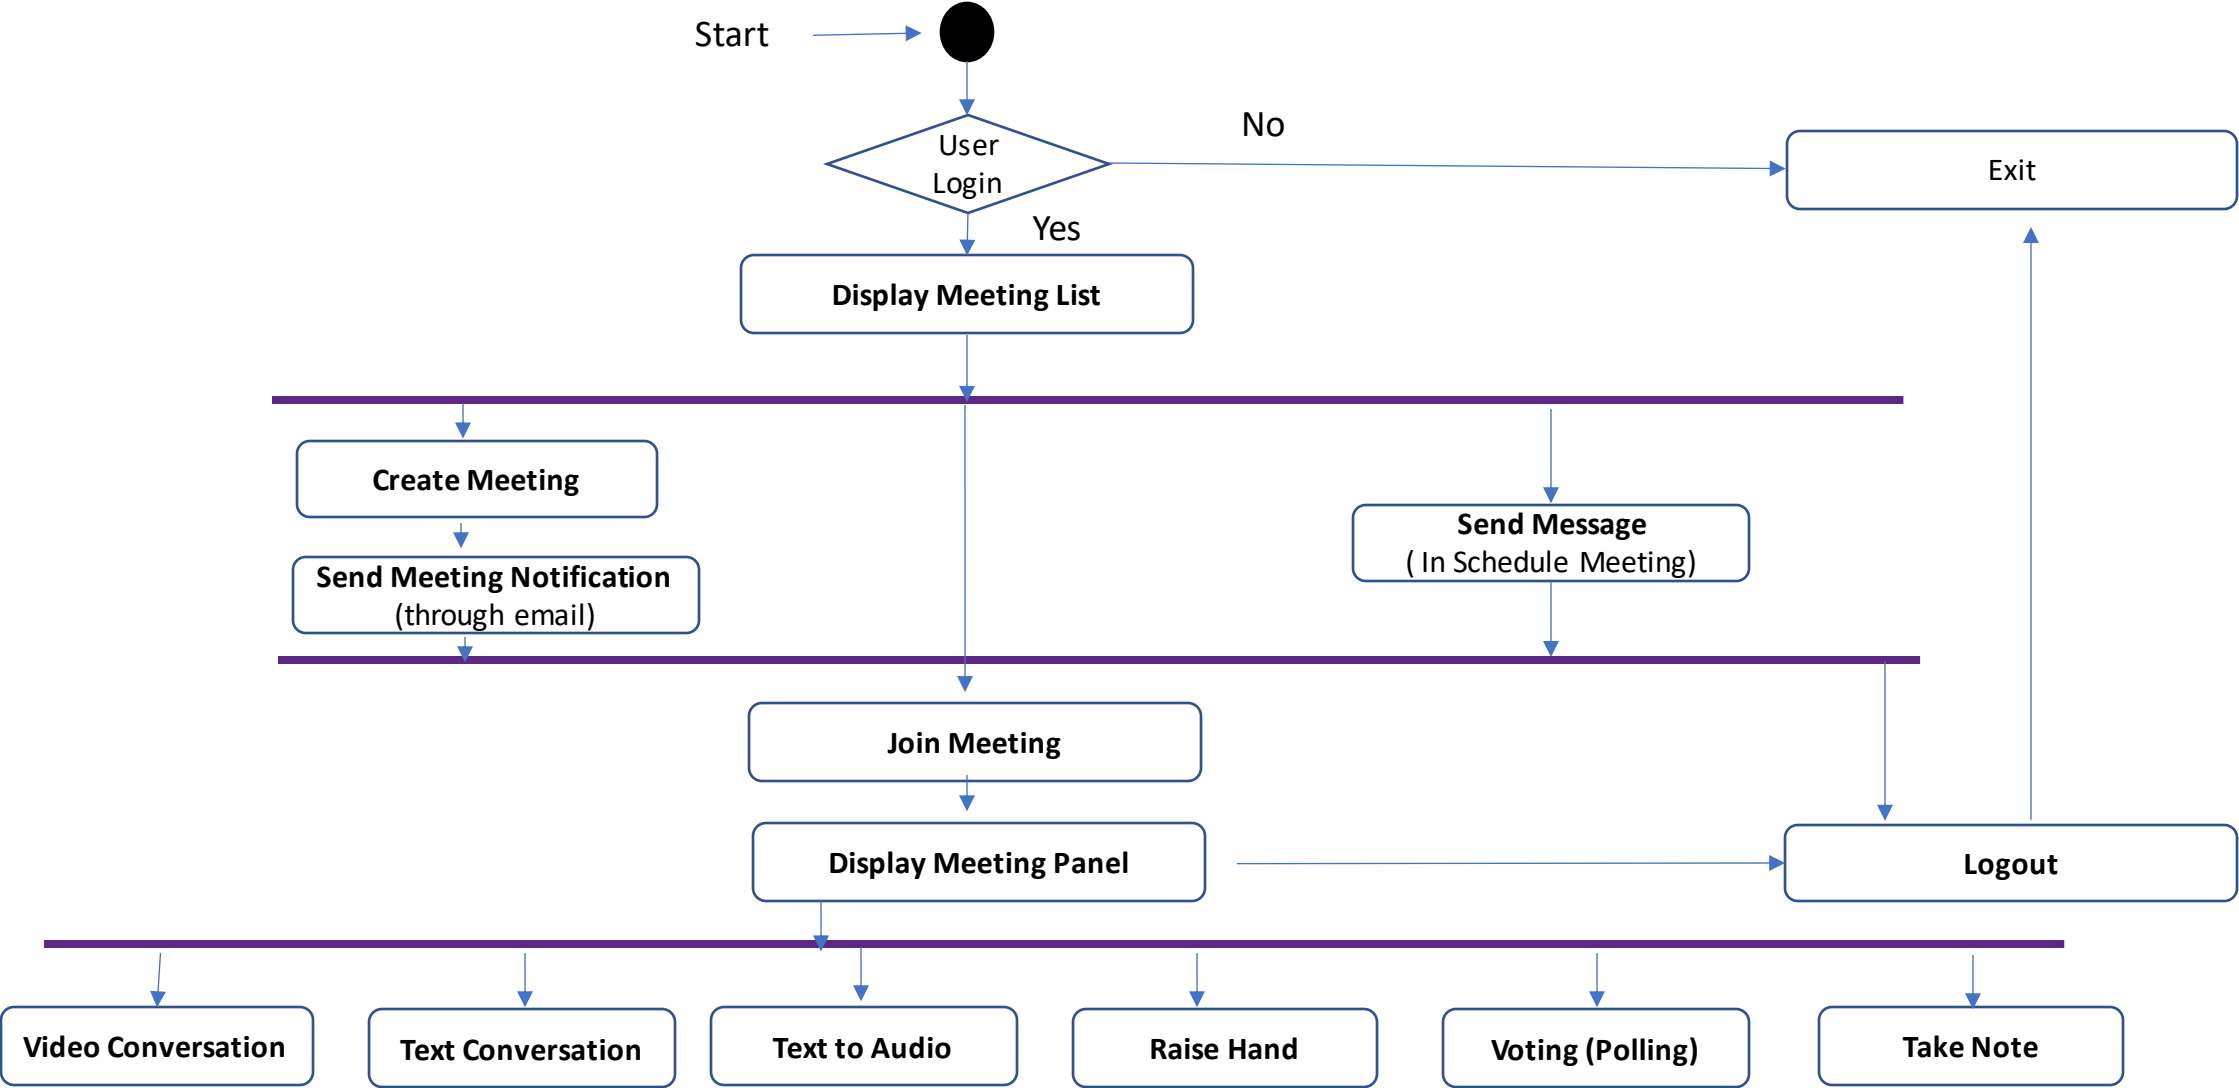 Start
User
Login
No
Exit
Yes
Display Meeting List
Create Meeting
Send Message
( In Schedule Meeting)
Send Meeting Notification
(through email)
Join Meeting
Display Meeting Panel
Logout
Video Conversation
Text Conversation
Text to Audio
Raise Hand
Voting (Polling)
Take Note